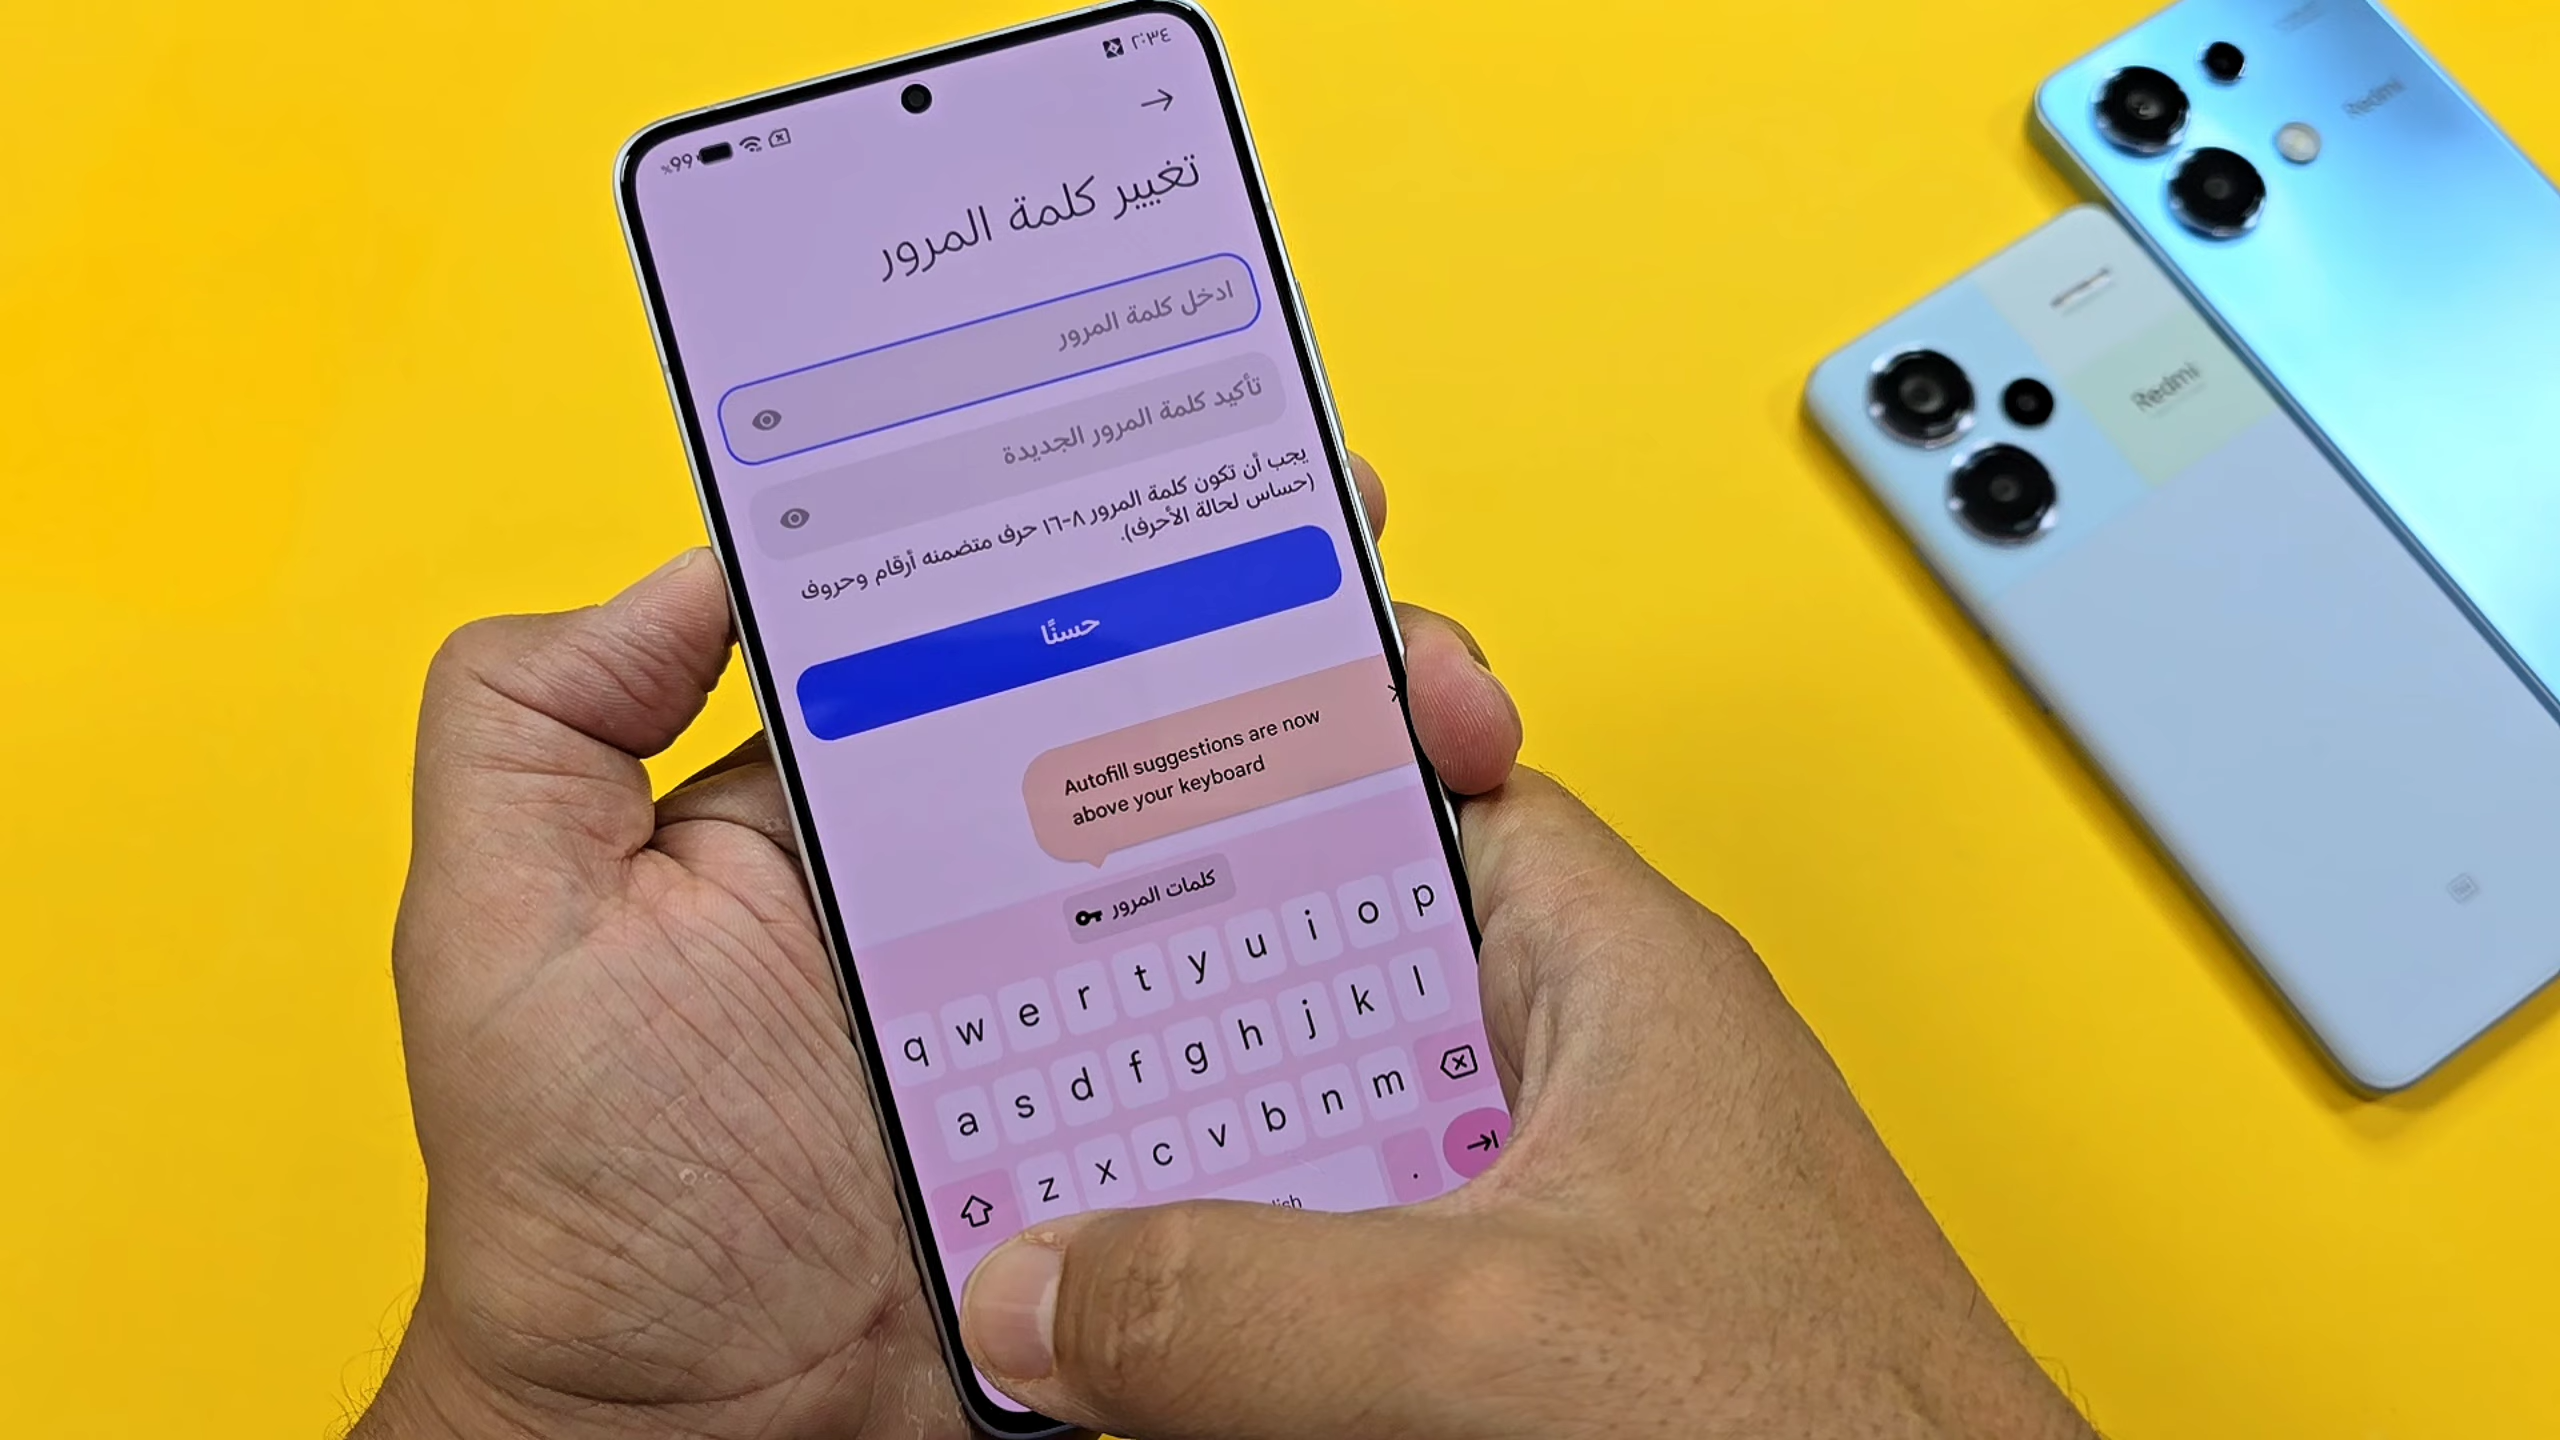 ٢:٣٤
٪٩٩
تغيير كلمة المرور
ادخل كلمة المرور
تأكيد كلمة المرور الجديدة
يجب أن تكون كلمة المرور ٨-١٦ حرف متضمنه أرقام وحروف
(حساس لحالة الأحرف).
حسنًا
Autofill suggestions are now
above your keyboard
كلمات المرور
q w e r t y u i o p
a s d f g h j k l
z x c v b n m
lish .
Redmi
Redmi